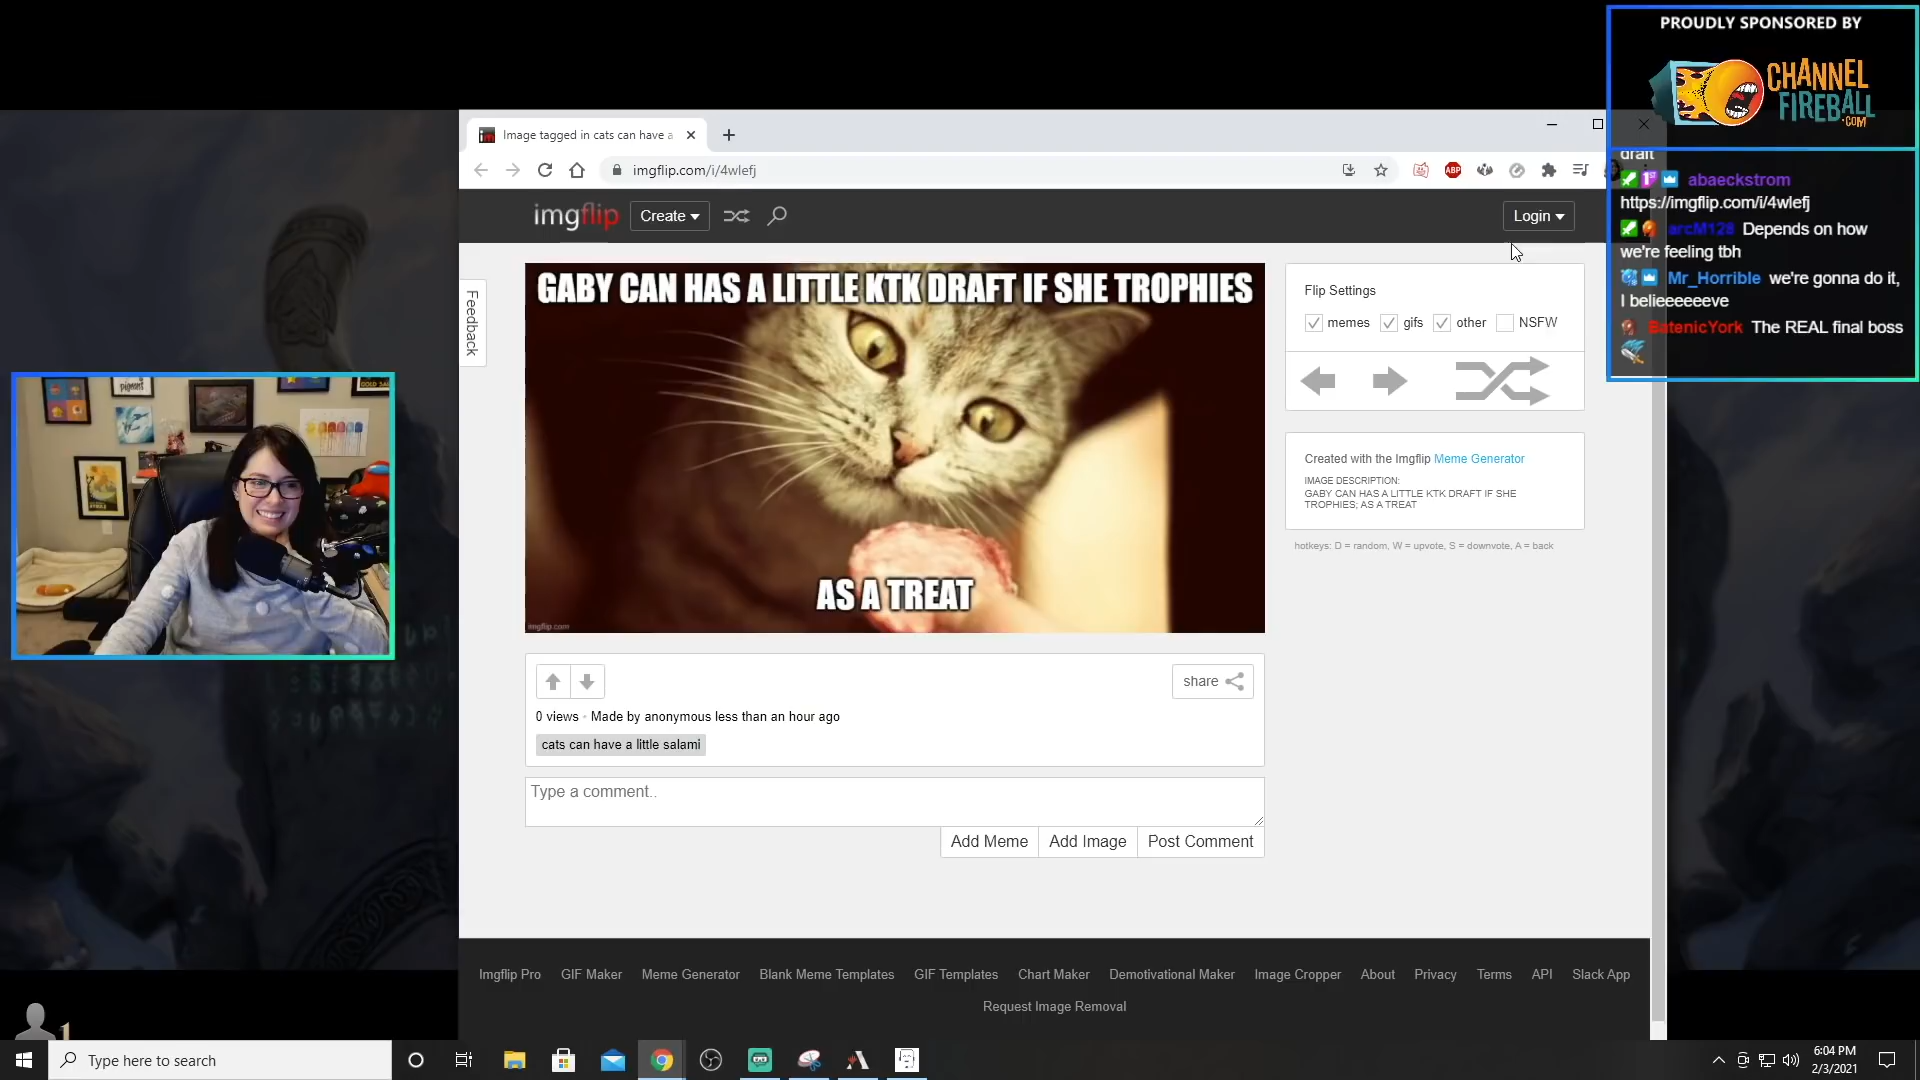 PROUDLY SPONSORED BY
CHANNEL
FIREBALL
.COM
draft
abaeckstrom
https://imgflip.com/i/4wlefj
arcM128 Depends on how
we're feeling tbh
Mr_Horrible we're gonna do it,
I belieeeeeeve
BatenicYork The REAL final boss
Image tagged in cats can have a
imgflip.com/i/4wlefj
ABP
imgflip
Create
Login
Feedback
GABY CAN HAS A LITTLE KTK DRAFT IF SHE TROPHIES
AS A TREAT
imgflip.com
Flip Settings
memes gifs other NSFW
Created with the Imgflip Meme Generator
IMAGE DESCRIPTION:
GABY CAN HAS A LITTLE KTK DRAFT IF SHE
TROPHIES; AS A TREAT
hotkeys: D = random, W = upvote, S = downvote, A = back
share
0 views · Made by anonymous less than an hour ago
cats can have a little salami
Type a comment..
Add Meme Add Image Post Comment
Imgflip Pro GIF Maker Meme Generator Blank Meme Templates GIF Templates Chart Maker Demotivational Maker Image Cropper About Privacy Terms API Slack App
Request Image Removal
pigment
1
Type here to search
6:04 PM
2/3/2021